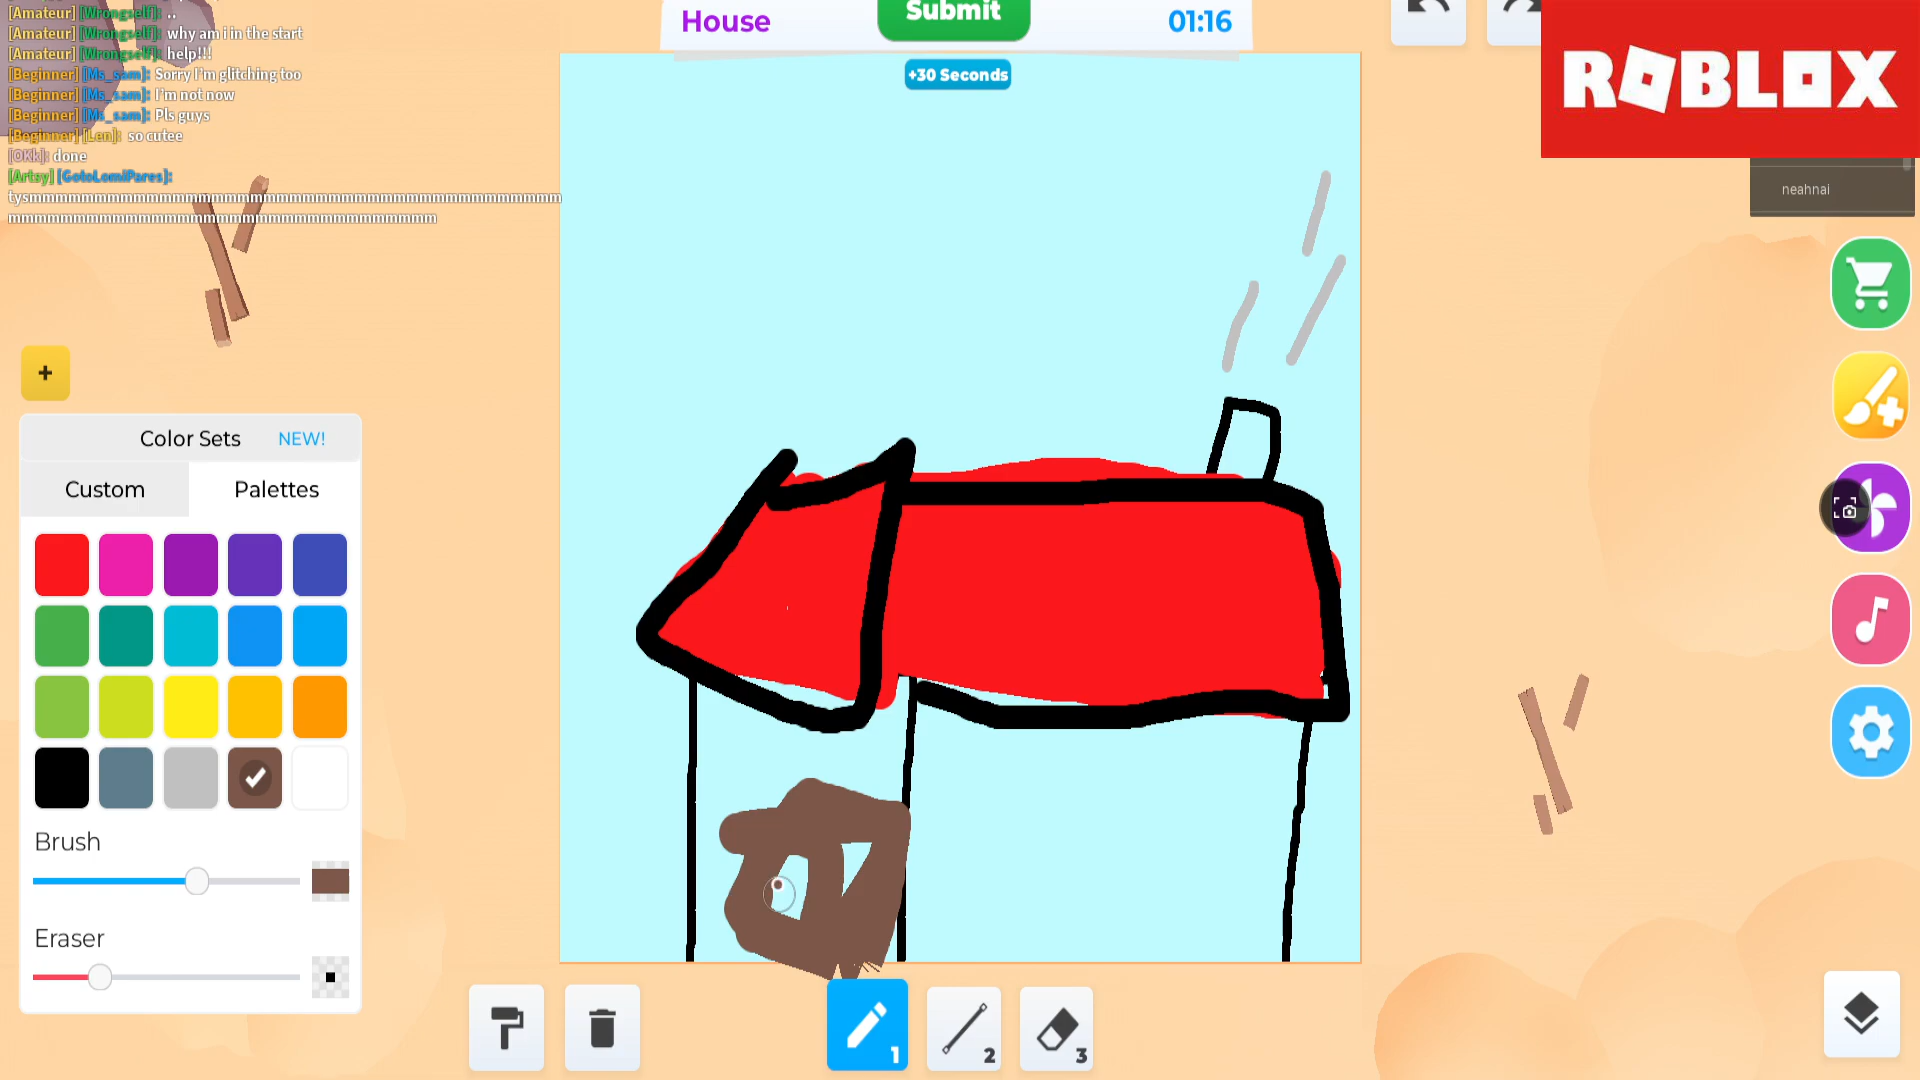 [Amateur] [Wrongself]: ..
[Amateur] [Wrongself]: why am i in the start
[Amateur] [Wrongself]: help!!!
[Beginner] [Ms_sam]: Sorry I'm glitching too
[Beginner] [Ms_sam]: I'm not now
[Beginner] [Ms_sam]: Pls guys
[Beginner] [Len]: so cutee
[OKk]: done
[Artsy] [GotoLomiPares]:
House
Submit
01:16
+30 Seconds
ROBLOX
neahnai
+
Color Sets NEW!
Custom
Palettes
Brush
Eraser
1
2
3